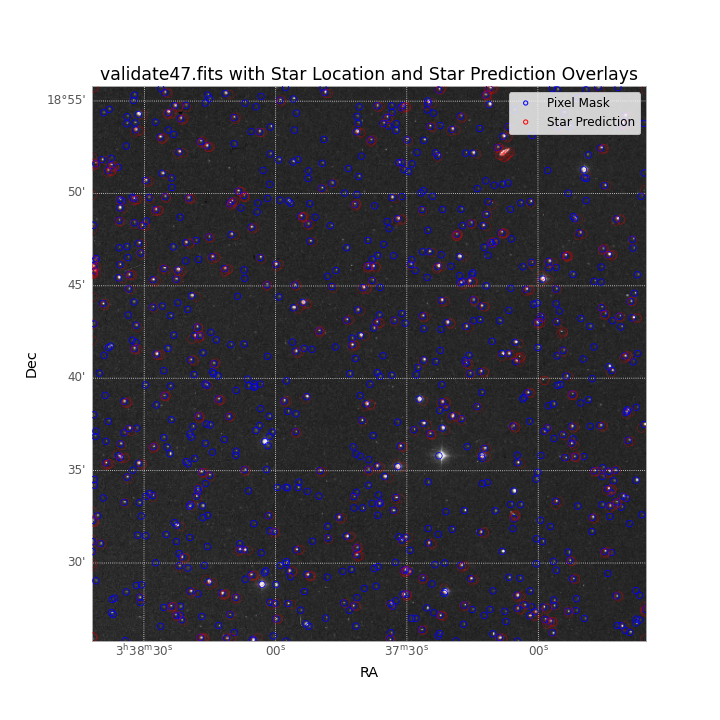 validate47.fits with Star Location and Star Prediction Overlays
Pixel Mask
Star Prediction
18°55'
50'
45'
40'
35'
30'
Dec
3ʰ38ᵐ30ˢ
00ˢ
37ᵐ30ˢ
00ˢ
RA